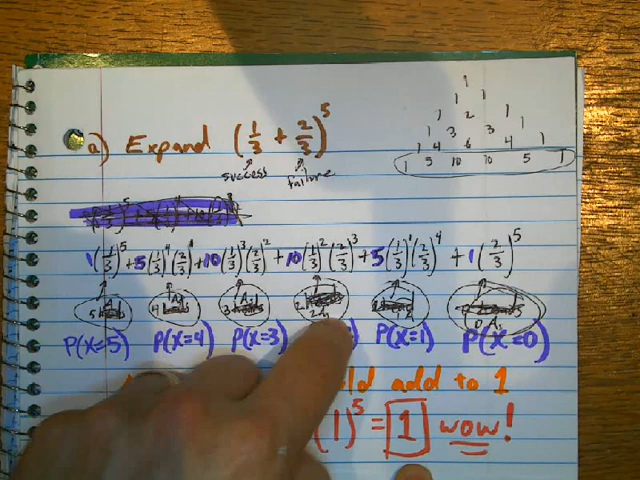 1
1 1
1 2 1
1 3 3 1
1 4 6 4 1
1 5 10 10 5 1
a) Expand (1/3 + 2/3)^5
success failure
1(1/3)^5 + 5(1/3)^4(2/3)^1 + 10(1/3)^3(2/3)^2 + 10(1/3)^2(2/3)^3 + 5(1/3)^1(2/3)^4 + 1(2/3)^5
P(X=5) P(X=4) P(X=3) P(X=1) P(X=0)
add to 1
(1)^5 = 1 wow!